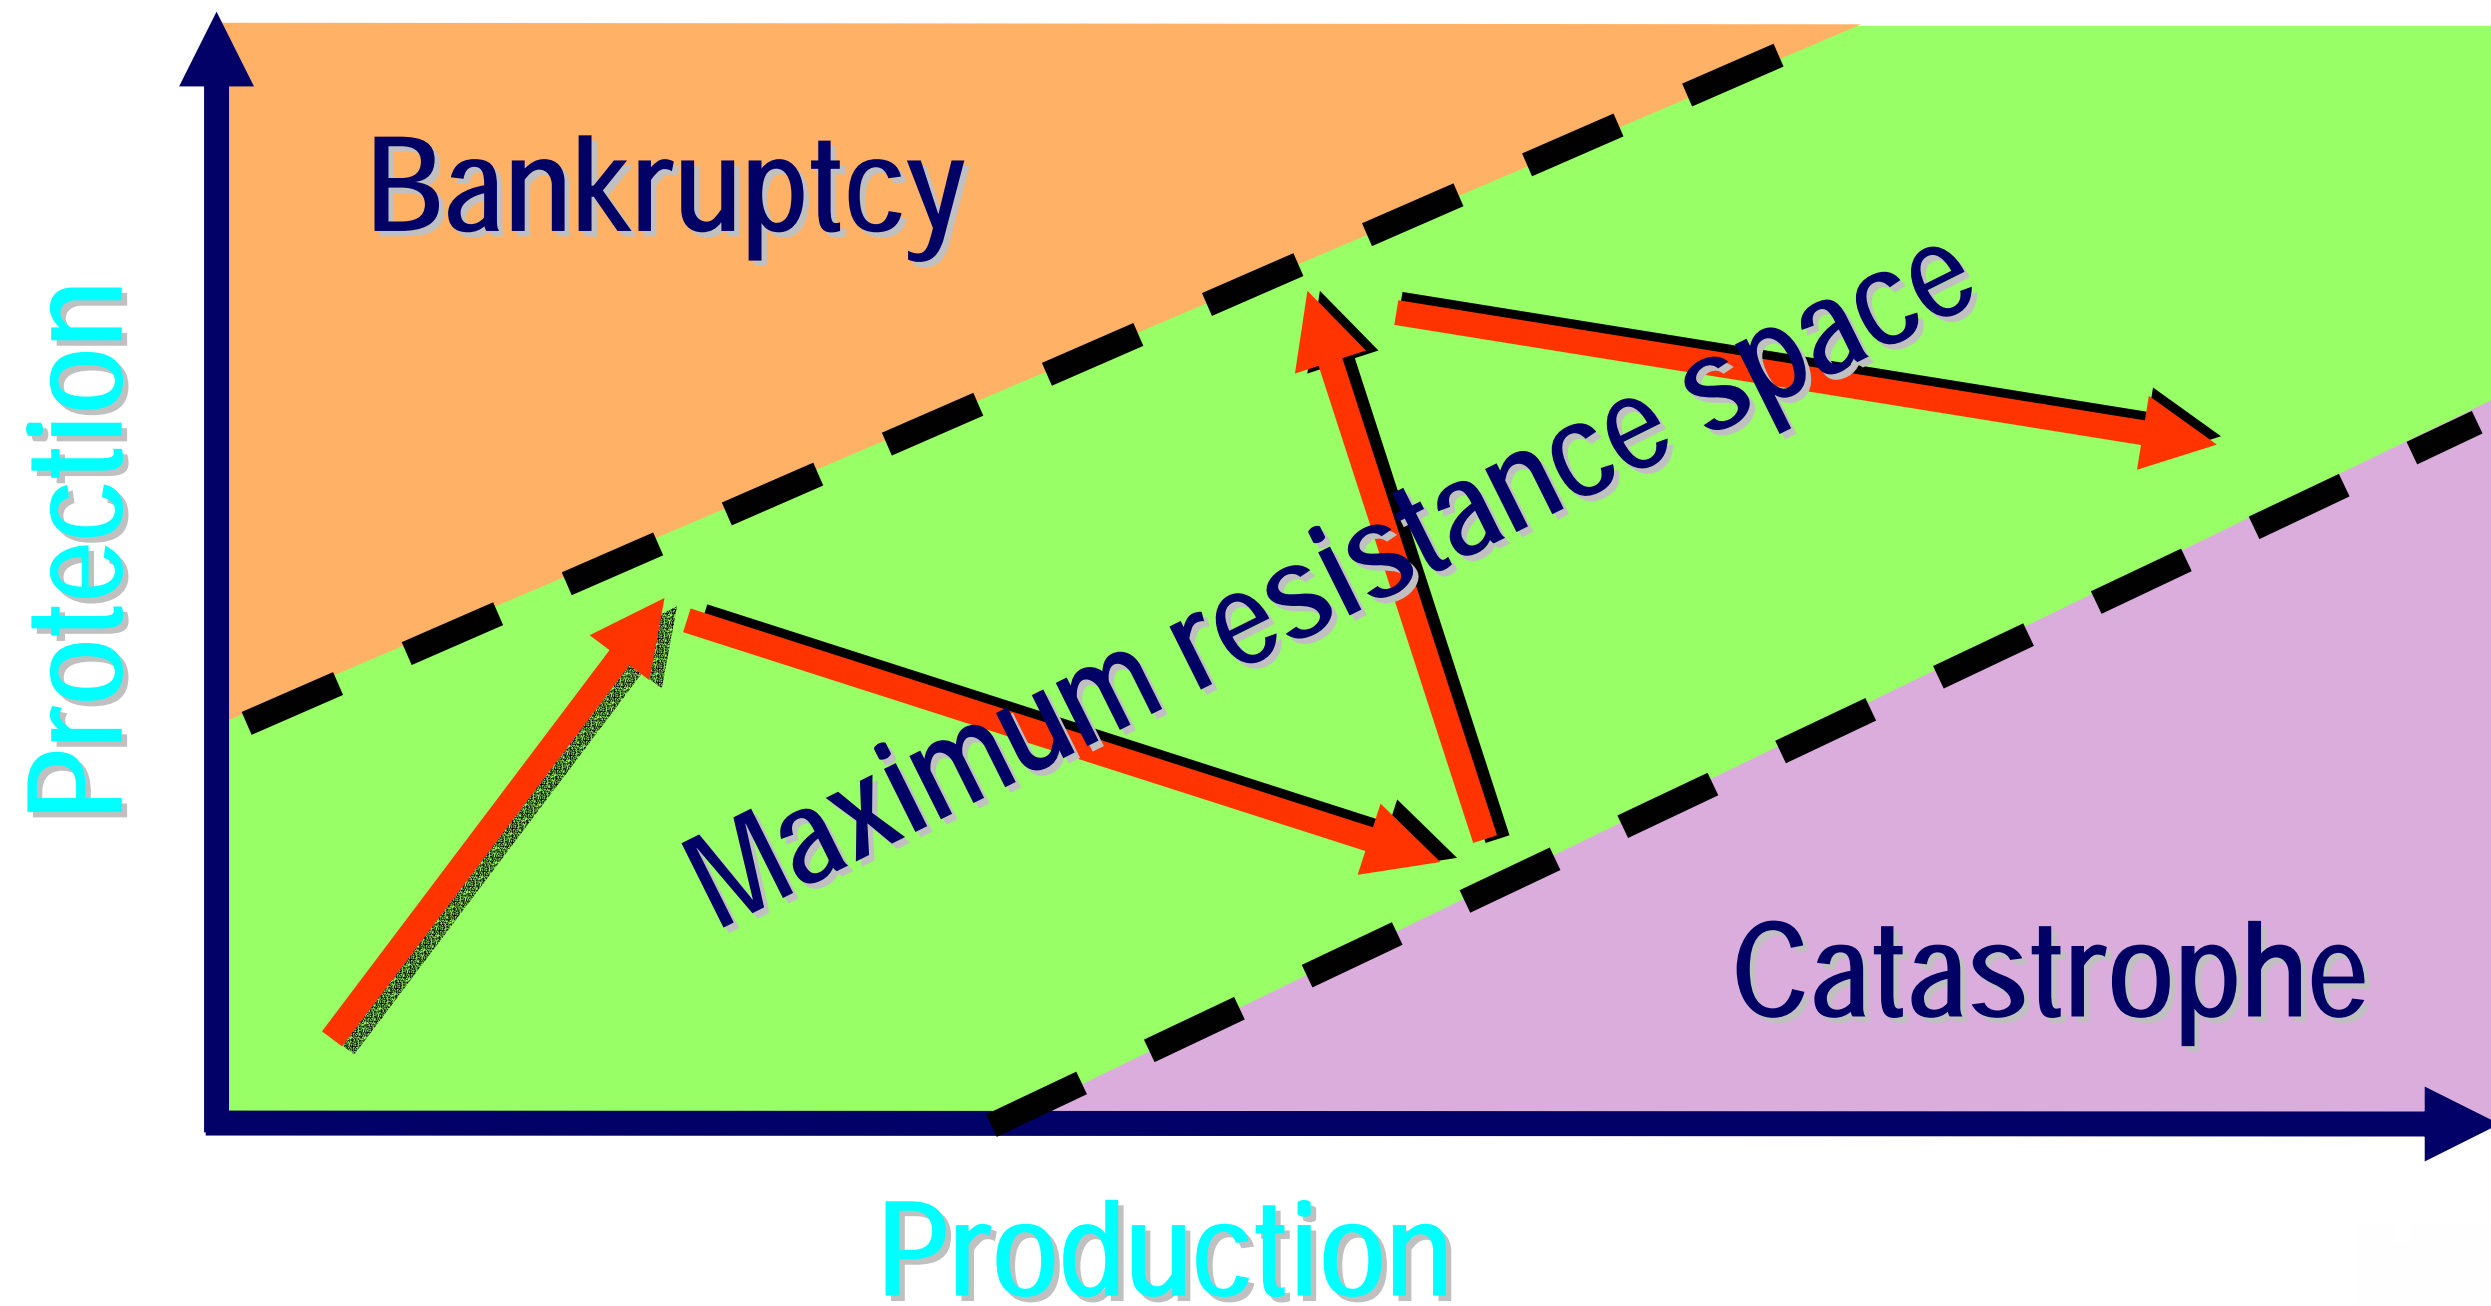 Bankruptcy
Protection
Maximum resistance space
Catastrophe
Production